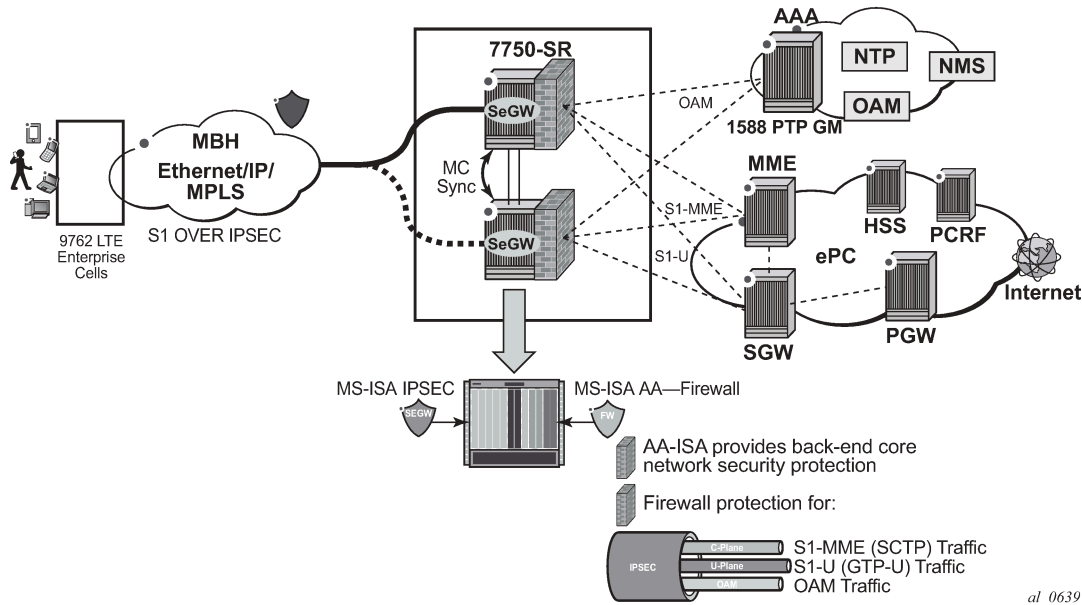 AAA
7750-SR
NTP
NMS
SeGW
OAM
OAM
1588 PTP GM
MBH
Ethernet/IP/
MPLS
MC
Sync
MME
S1-MME
HSS
PCRF
S1 OVER IPSEC
9762 LTE
Enterprise
Cells
SeGW
S1-U
ePC
Internet
SGW
PGW
MS-ISA IPSEC
MS-ISA AA—Firewall
SEGW
FW
AA-ISA provides back-end core
network security protection
Firewall protection for:
IPSEC
C-Plane
S1-MME (SCTP) Traffic
U-Plane
S1-U (GTP-U) Traffic
OAM
OAM Traffic
al_0639